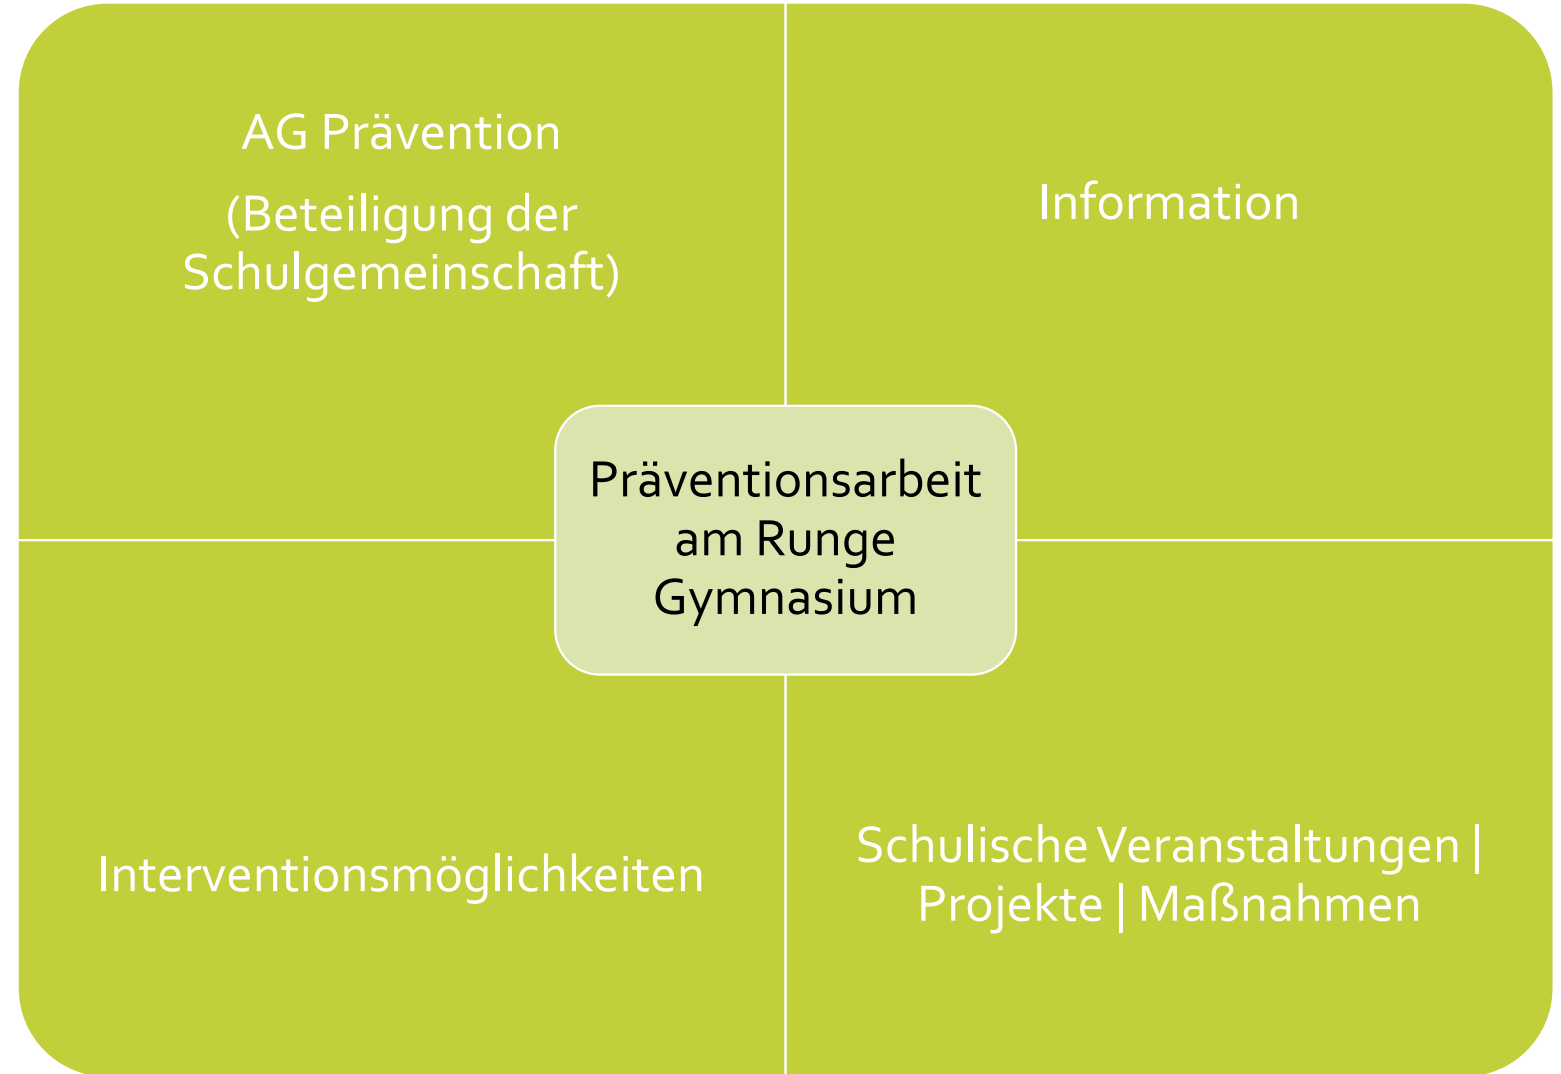 AG Prävention
(Beteiligung der
Schulgemeinschaft)
Information
Präventionsarbeit
am Runge
Gymnasium
Interventionsmöglichkeiten
Schulische Veranstaltungen |
Projekte | Maßnahmen